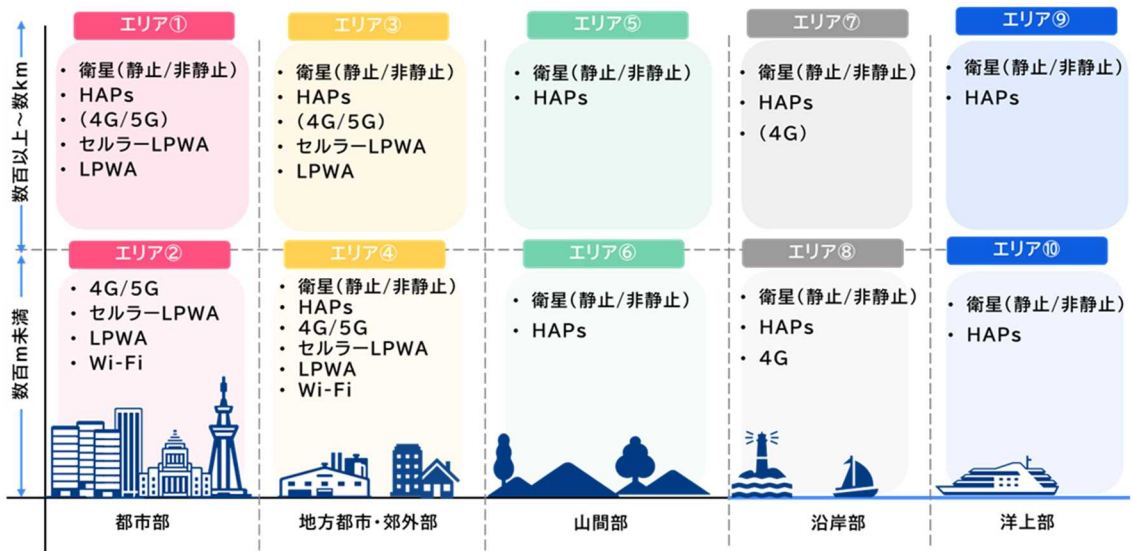 数百以上～数km
エリア①
・ 衛星(静止/非静止)
・ HAPs
・ (4G/5G)
・ セルラーLPWA
・ LPWA
エリア③
・ 衛星(静止/非静止)
・ HAPs
・ (4G/5G)
・ セルラーLPWA
・ LPWA
エリア⑤
・ 衛星(静止/非静止)
・ HAPs
エリア⑦
・ 衛星(静止/非静止)
・ HAPs
・ (4G)
エリア⑨
・ 衛星(静止/非静止)
・ HAPs
数百m未満
エリア②
・ 4G/5G
・ セルラーLPWA
・ LPWA
・ Wi-Fi
エリア④
・ 衛星(静止/非静止)
・ HAPs
・ 4G/5G
・ セルラーLPWA
・ LPWA
・ Wi-Fi
エリア⑥
・ 衛星(静止/非静止)
・ HAPs
エリア⑧
・ 衛星(静止/非静止)
・ HAPs
・ 4G
エリア⑩
・ 衛星(静止/非静止)
・ HAPs
都市部
地方都市・郊外部
山間部
沿岸部
洋上部